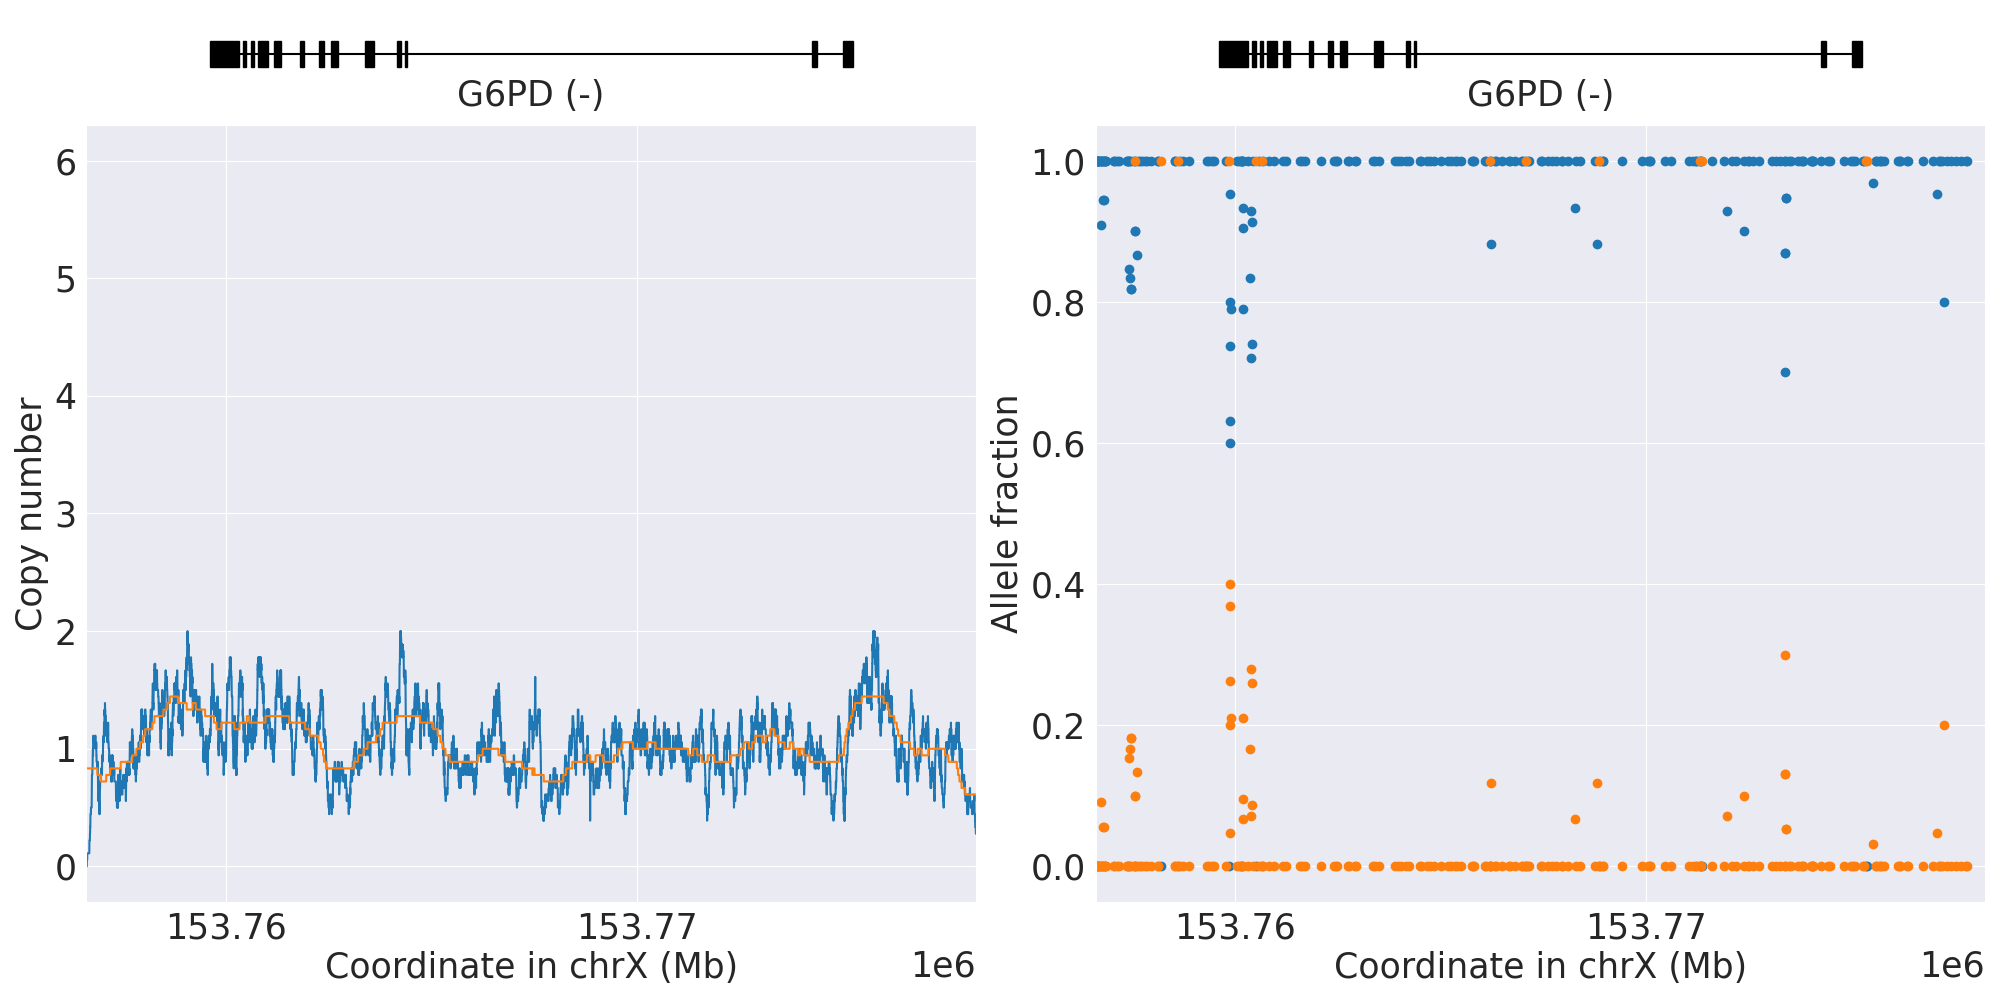 G6PD (-)
6
5
4
3
2
1
0
Copy number
153.76
153.77
Coordinate in chrX (Mb)
1e6
G6PD (-)
1.0
0.8
0.6
0.4
0.2
0.0
Allele fraction
153.76
153.77
Coordinate in chrX (Mb)
1e6